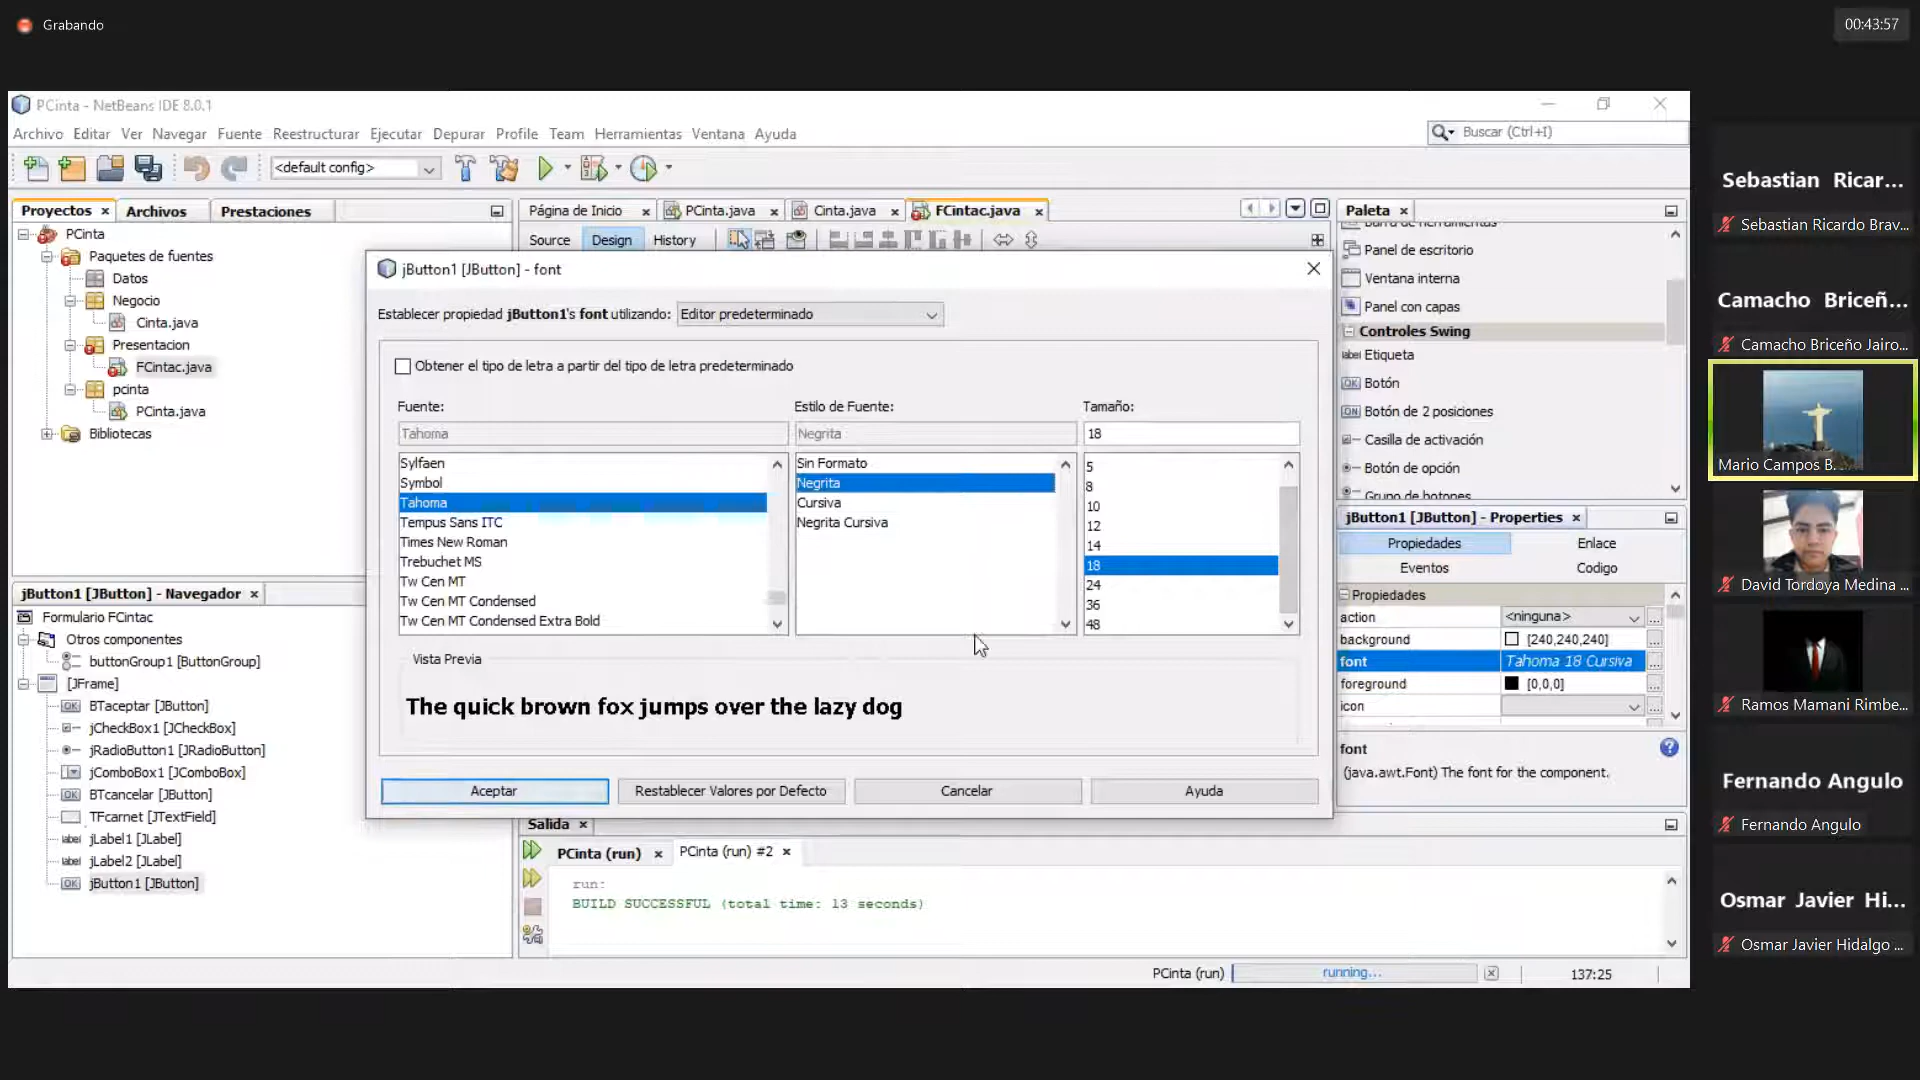 Grabando
00:43:57
PCinta - NetBeans IDE 8.0.1
Archivo Editar Ver Navegar Fuente Reestructurar Ejecutar Depurar Profile Team Herramientas Ventana Ayuda
Buscar (Ctrl+I)
<default config>
Proyectos
Archivos
Prestaciones
PCinta
Paquetes de fuentes
Datos
Negocio
Cinta.java
Presentacion
FCintac.java
pcinta
PCinta.java
Bibliotecas
Página de Inicio
PCinta.java
Cinta.java
FCintac.java
Source Design History
jButton1 [JButton] - font
Establecer propiedad jButton1's font utilizando: Editor predeterminado
Obtener el tipo de letra a partir del tipo de letra predeterminado
Fuente:
Tahoma
Sylfaen
Symbol
Tahoma
Tempus Sans ITC
Times New Roman
Trebuchet MS
Tw Cen MT
Tw Cen MT Condensed
Tw Cen MT Condensed Extra Bold
Estilo de Fuente:
Negrita
Sin Formato
Negrita
Cursiva
Negrita Cursiva
Tamaño:
18
5
8
10
12
14
18
24
36
48
Vista Previa
The quick brown fox jumps over the lazy dog
Aceptar
Restablecer Valores por Defecto
Cancelar
Ayuda
jButton1 [JButton] - Navegador
Formulario FCintac
Otros componentes
buttonGroup1 [ButtonGroup]
[JFrame]
BTaceptar [JButton]
jCheckBox1 [JCheckBox]
jRadioButton1 [JRadioButton]
jComboBox1 [JComboBox]
BTcancelar [JButton]
TFcarnet [JTextField]
label jLabel1 [JLabel]
label jLabel2 [JLabel]
jButton1 [JButton]
Paleta
Barra de herramientas
Panel de escritorio
Ventana interna
Panel con capas
Controles Swing
label Etiqueta
OK Botón
ON Botón de 2 posiciones
Casilla de activación
Botón de opción
Grupo de botones
jButton1 [JButton] - Properties
Propiedades
Enlace
Eventos
Codigo
Propiedades
action <ninguna>
background [240,240,240]
font Tahoma 18 Cursiva
foreground [0,0,0]
icon
font
(java.awt.Font) The font for the component.
Salida
PCinta (run)
PCinta (run) #2
run:
BUILD SUCCESSFUL (total time: 13 seconds)
PCinta (run)
running...
137:25
Sebastian Ricar...
Sebastian Ricardo Brav...
Camacho Briceñ...
Camacho Briceño Jairo...
Mario Campos B...
David Tordoya Medina ...
Ramos Mamani Rimbe...
Fernando Angulo
Fernando Angulo
Osmar Javier Hi...
Osmar Javier Hidalgo ...